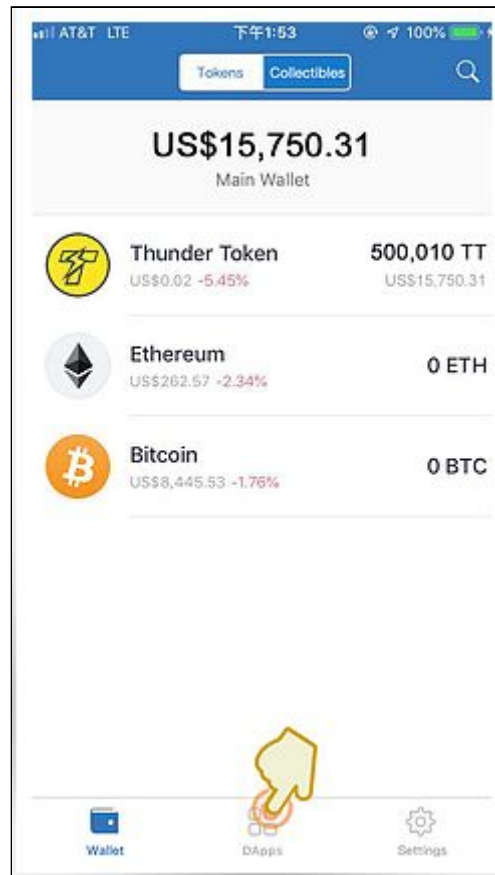 AT&T LTE 下午1:53 100%
Tokens Collectibles
US$15,750.31
Main Wallet
Thunder Token 500,010 TT
US$0.02 -5.45% US$15,750.31
Ethereum 0 ETH
US$262.57 -2.34%
Bitcoin 0 BTC
US$8,445.53 -1.76%
Wallet DApps Settings